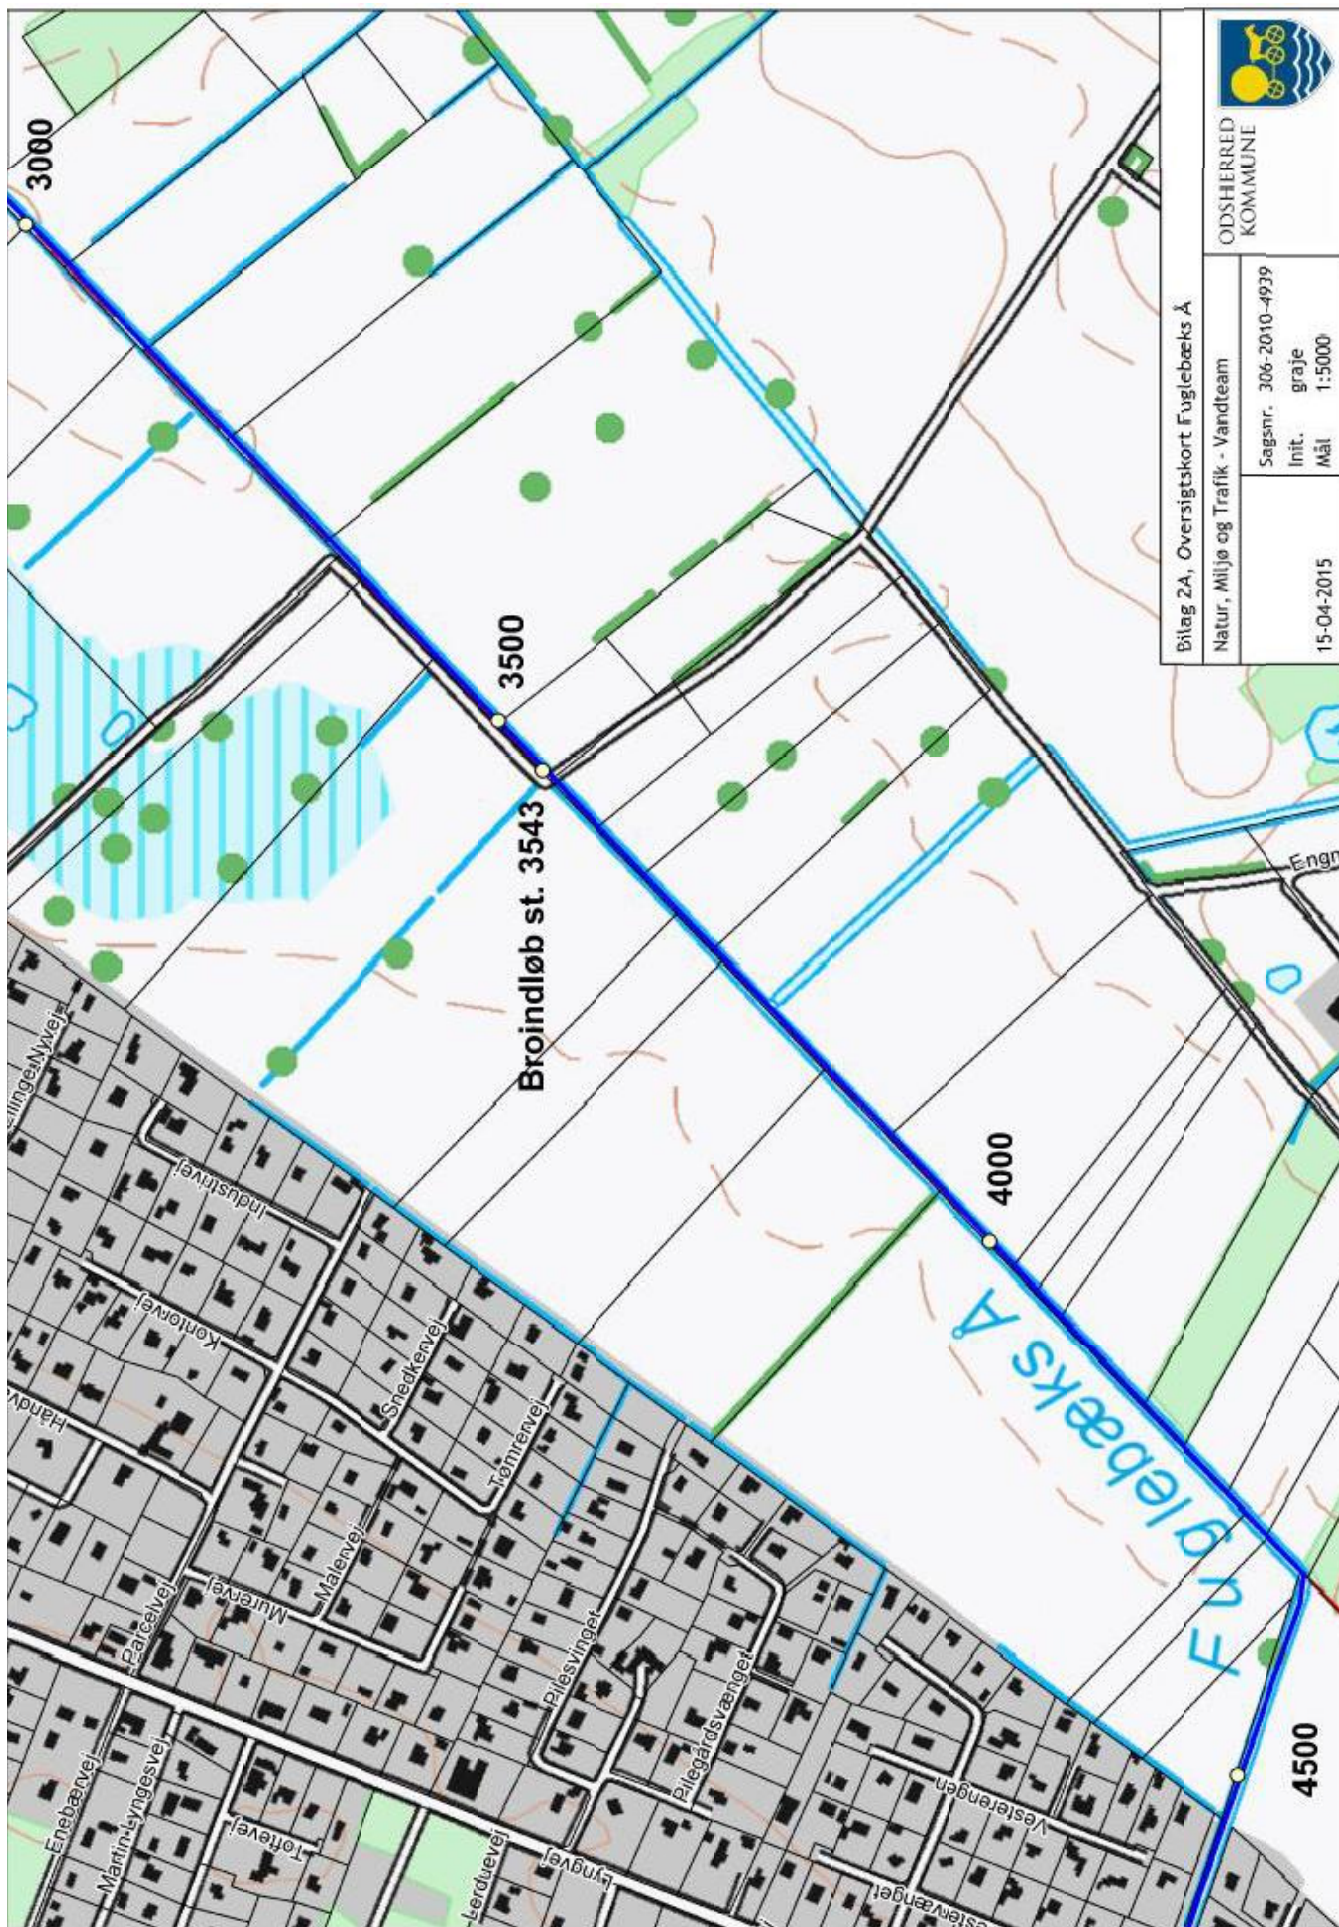 3000
3500
Broindløb st. 3543
4000
4500
Fuglebæks Å
Industrivej
Kontorvej
Snedkervej
Tømrervej
Malervej
Murervej
Parcelvej
Enebærvej
Martin Lyngesvej
Toftevej
Lerduevej
Lyngvej
Pilesvinget
Pilegårdsvænget
Vesterengen
Bilag 2A, Oversigtskort Fuglebæks Å
Natur, Miljø og Trafik - Vandteam
ODSHERRED
KOMMUNE
15-04-2015
Sagsnr. 306-2010-4939
Init. graje
Mål 1:5000